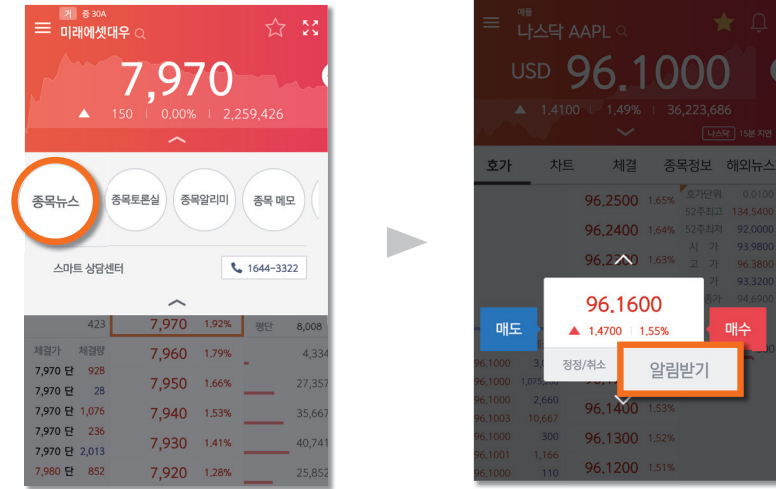 거 증 30A
미래에셋대우
7,970
150 0.00% 2,259,426
종목뉴스 종목토론실 종목알리미 종목 메모
스마트 상담센터 1644-3322
423 7,970 1.92% 평단 8,008
체결가 체결량 7,960 1.79% 4,334
7,970 단 928
7,970 단 28 7,950 1.66% 27,357
7,970 단 1,076 7,940 1.53% 35,667
7,970 단 236
7,970 단 2,013 7,930 1.41% 40,741
7,980 단 852 7,920 1.28% 25,852
애플
나스닥 AAPL
USD 96.1000
1.4100 1.49% 36,223,686
나스닥 15분 지연
호가 차트 체결 종목정보 해외뉴스
96.2500 1.65% 호가단위 0.0100
52주최고 134.5400
96.2400 1.64% 52주최저 92.0000
시 가 93.9800
1.63% 고 가 96.3800
가 93.3200
94.6900
96.1600
매도 1.4700 1.55% 매수
정정/취소 알림받기
96.1000
96.1000
96.1000 2,660 96.1400 1.53%
96.1003 10,667
96.1000 300 96.1300 1.52%
96.1001 1,166
96.1000 110 96.1200 1.51%